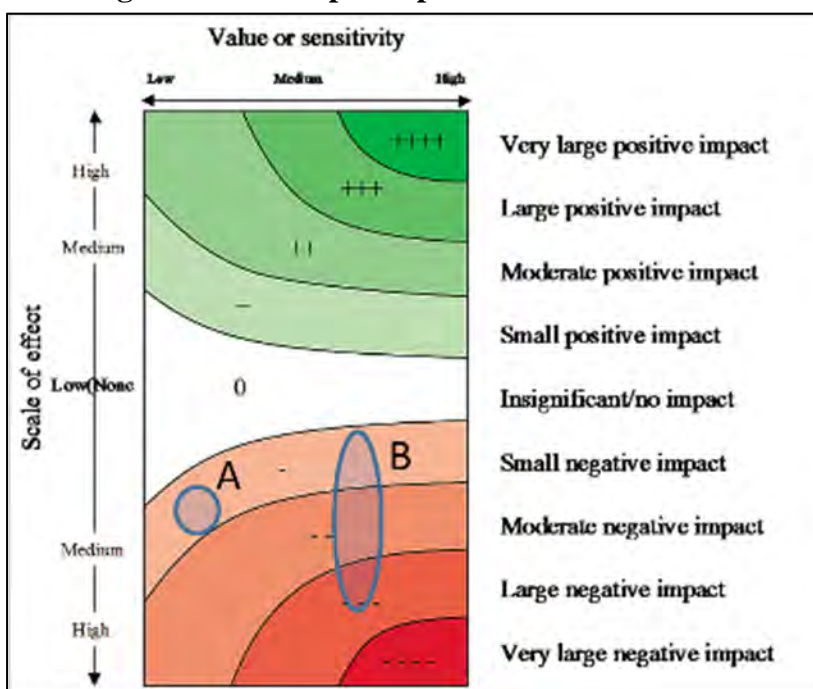 Value or sensitivity
Low Medium High
High
Medium
Scale of effect
Low(None
Medium
High
++++
+++
0
A
B
-
--
----
Very large positive impact
Large positive impact
Moderate positive impact
Small positive impact
Insignificant/no impact
Small negative impact
Moderate negative impact
Large negative impact
Very large negative impact